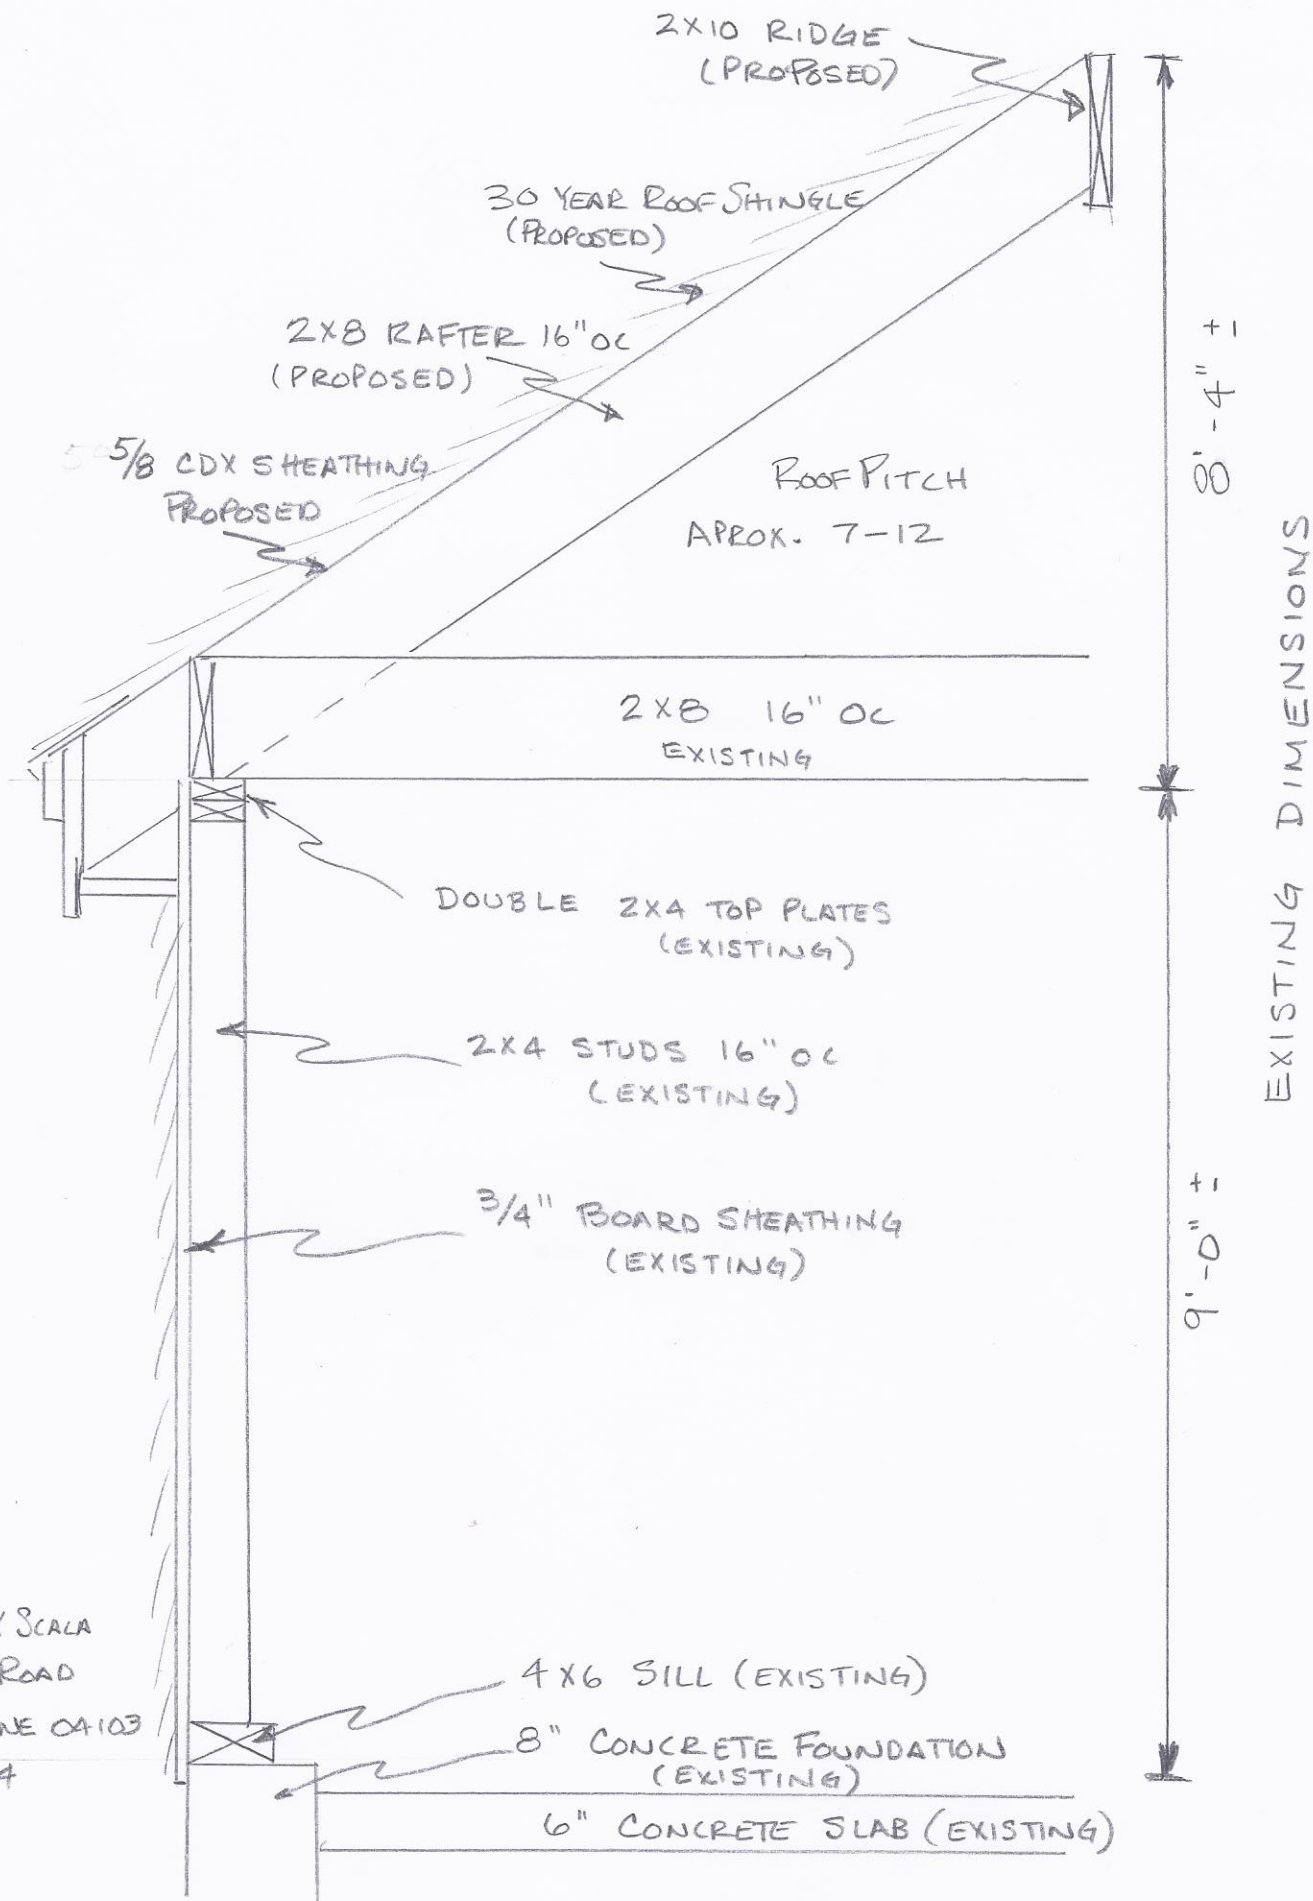 2X10 RIDGE
(PROPOSED)
30 YEAR ROOF SHINGLE
(PROPOSED)
2X8 RAFTER 16" OC
(PROPOSED)
5/8 CDX SHEATHING
PROPOSED
ROOF PITCH
APROX. 7-12
8'-4" ±
2X8 16" OC
EXISTING
EXISTING DIMENSIONS
DOUBLE 2X4 TOP PLATES
(EXISTING)
2X4 STUDS 16" OC
(EXISTING)
3/4" BOARD SHEATHING
(EXISTING)
9'-0" ±
SCALA
ROAD
04103
4
4X6 SILL (EXISTING)
8" CONCRETE FOUNDATION
(EXISTING)
6" CONCRETE SLAB (EXISTING)